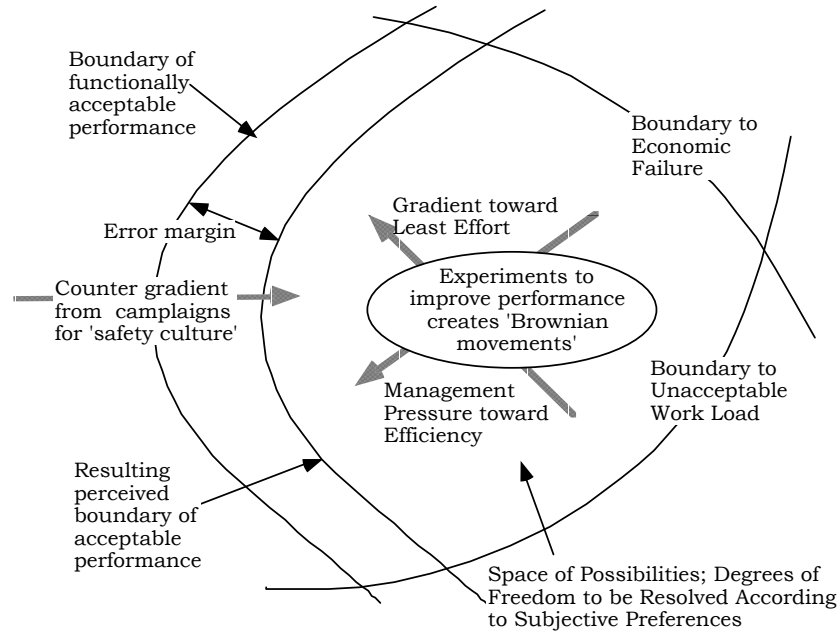 Boundary of
functionally
acceptable
performance
Boundary to
Economic
Failure
Gradient toward
Least Effort
Error margin
Experiments to
improve performance
creates 'Brownian
movements'
Counter gradient
from camplaigns
for 'safety culture'
Boundary to
Unacceptable
Work Load
Management
Pressure toward
Efficiency
Resulting
perceived
boundary of
acceptable
performance
Space of Possibilities; Degrees of
Freedom to be Resolved According
to Subjective Preferences